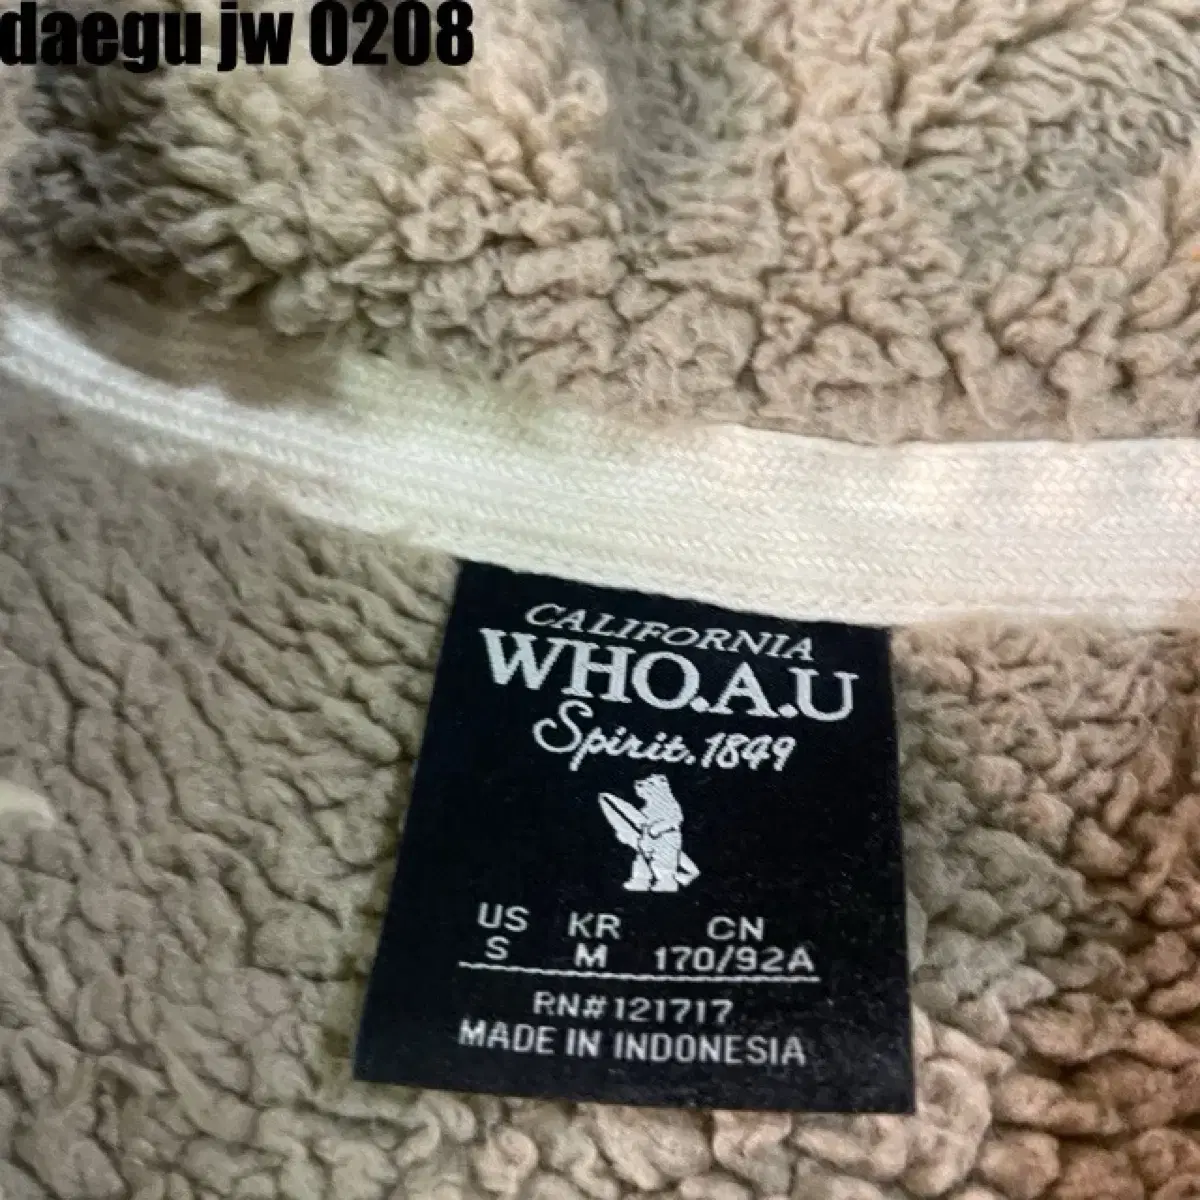 daegu jw 0208
CALIFORNIA
WHO.A.U
Spirit.1849
US KR CN
S M 170/92A
RN#121717
MADE IN INDONESIA